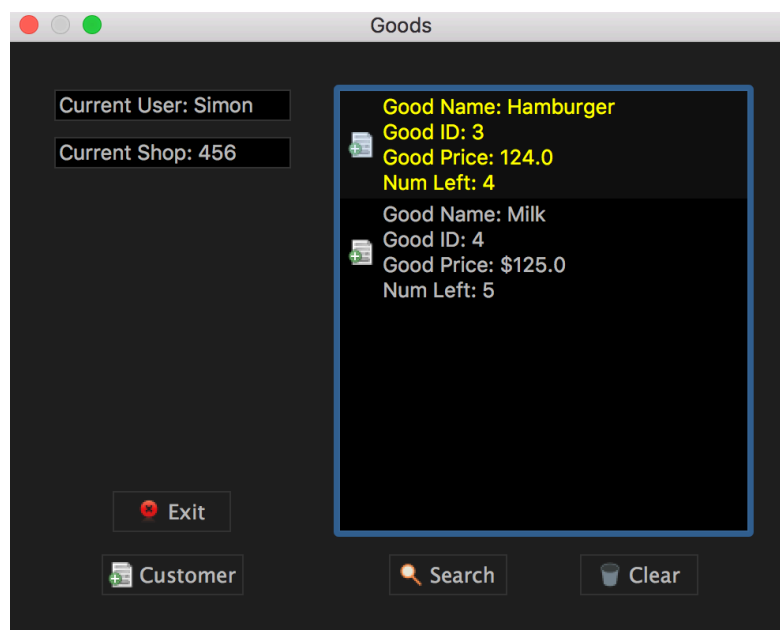 Goods
Current User: Simon
Current Shop: 456
Good Name: Hamburger
Good ID: 3
Good Price: 124.0
Num Left: 4
Good Name: Milk
Good ID: 4
Good Price: $125.0
Num Left: 5
Exit
Customer
Search
Clear